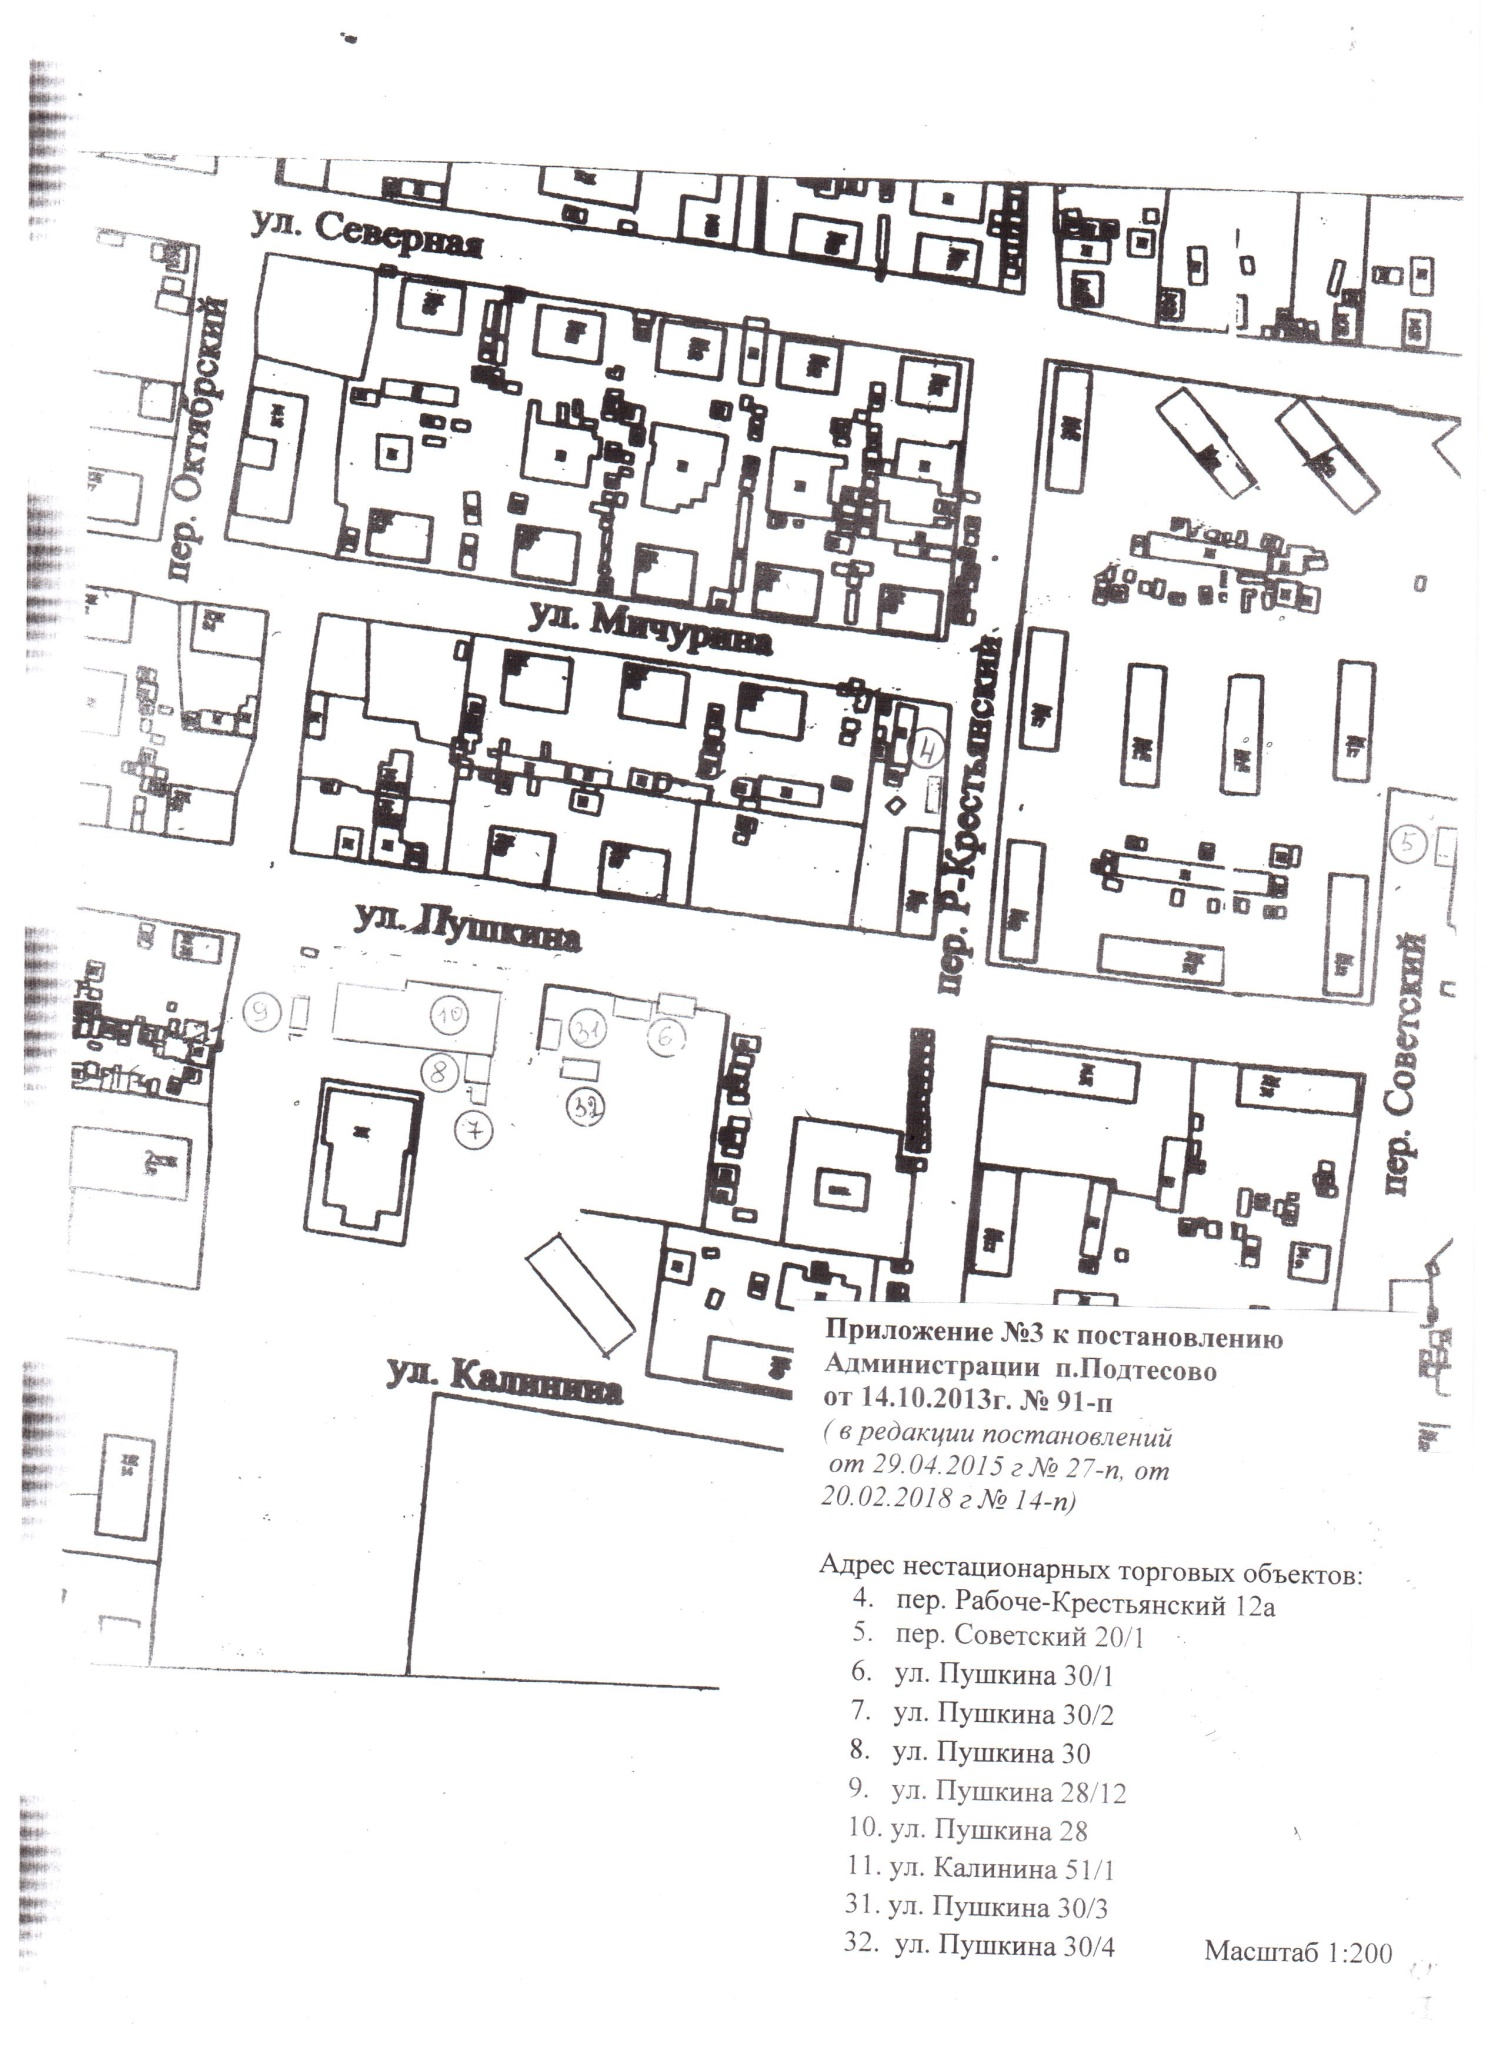 ул. Северная
пер. Октябрьский
ул. Мичурина
пер. Р-Крестьянский
4
5
ул. Пушкина
пер. Советский
9
10
31
6
8
32
7
ул. Калинина
Приложение №3 к постановлению
Администрации п.Подтесово
от 14.10.2013г. № 91-п
( в редакции постановлений
от 29.04.2015 г № 27-п, от
20.02.2018 г № 14-п)
Адрес нестационарных торговых объектов:
4. пер. Рабоче-Крестьянский 12а
5. пер. Советский 20/1
6. ул. Пушкина 30/1
7. ул. Пушкина 30/2
8. ул. Пушкина 30
9. ул. Пушкина 28/12
10. ул. Пушкина 28
11. ул. Калинина 51/1
31. ул. Пушкина 30/3
32. ул. Пушкина 30/4
Масштаб 1:200